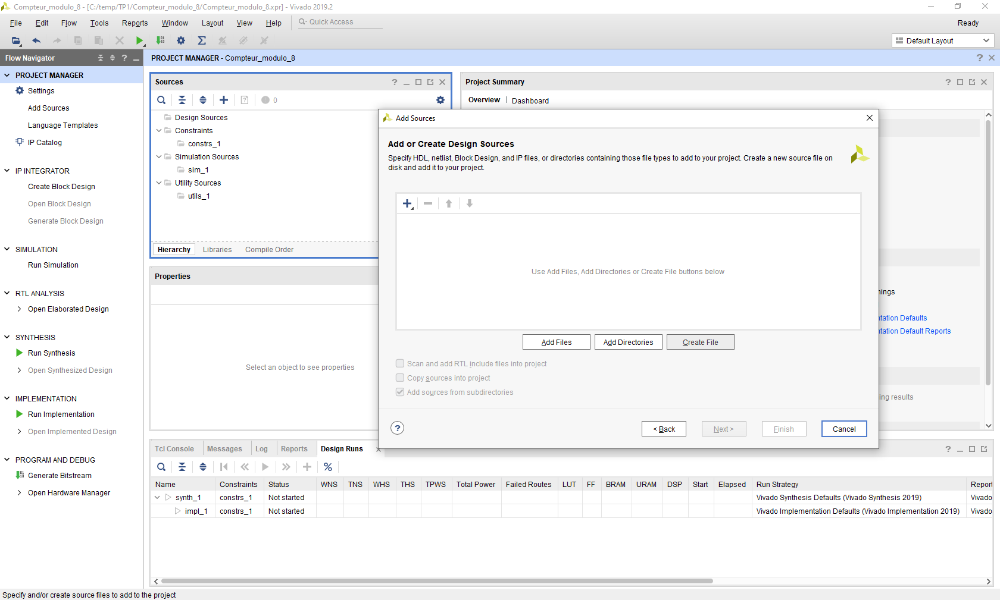 Compteur_modulo_8 - [C:/temp/TP1/Compteur_modulo_8/Compteur_modulo_8.xpr] - Vivado 2019.2
File Edit Flow Tools Reports Window Layout View Help Quick Access Ready
Default Layout
Flow Navigator
PROJECT MANAGER - Compteur_modulo_8
PROJECT MANAGER
Settings
Add Sources
Language Templates
IP Catalog
IP INTEGRATOR
Create Block Design
Open Block Design
Generate Block Design
SIMULATION
Run Simulation
RTL ANALYSIS
Open Elaborated Design
SYNTHESIS
Run Synthesis
Open Synthesized Design
IMPLEMENTATION
Run Implementation
Open Implemented Design
PROGRAM AND DEBUG
Generate Bitstream
Open Hardware Manager
Sources
0
Design Sources
Constraints
constrs_1
Simulation Sources
sim_1
Utility Sources
utils_1
Hierarchy Libraries Compile Order
Properties
Select an object to see properties
Project Summary
Overview Dashboard
nings
ntation Defaults
ntation Default Reports
ing results
Add Sources
Add or Create Design Sources
Specify HDL, netlist, Block Design, and IP files, or directories containing those file types to add to your project. Create a new source file on
disk and add it to your project.
Use Add Files, Add Directories or Create File buttons below
Add Files Add Directories Create File
Scan and add RTL include files into project
Copy sources into project
Add sources from subdirectories
? < Back Next > Finish Cancel
Tcl Console Messages Log Reports Design Runs
Name Constraints Status WNS TNS WHS THS TPWS Total Power Failed Routes LUT FF BRAM URAM DSP Start Elapsed Run Strategy Report
synth_1 constrs_1 Not started Vivado Synthesis Defaults (Vivado Synthesis 2019) Vivado
impl_1 constrs_1 Not started Vivado Implementation Defaults (Vivado Implementation 2019) Vivado
Specify and/or create source files to add to the project